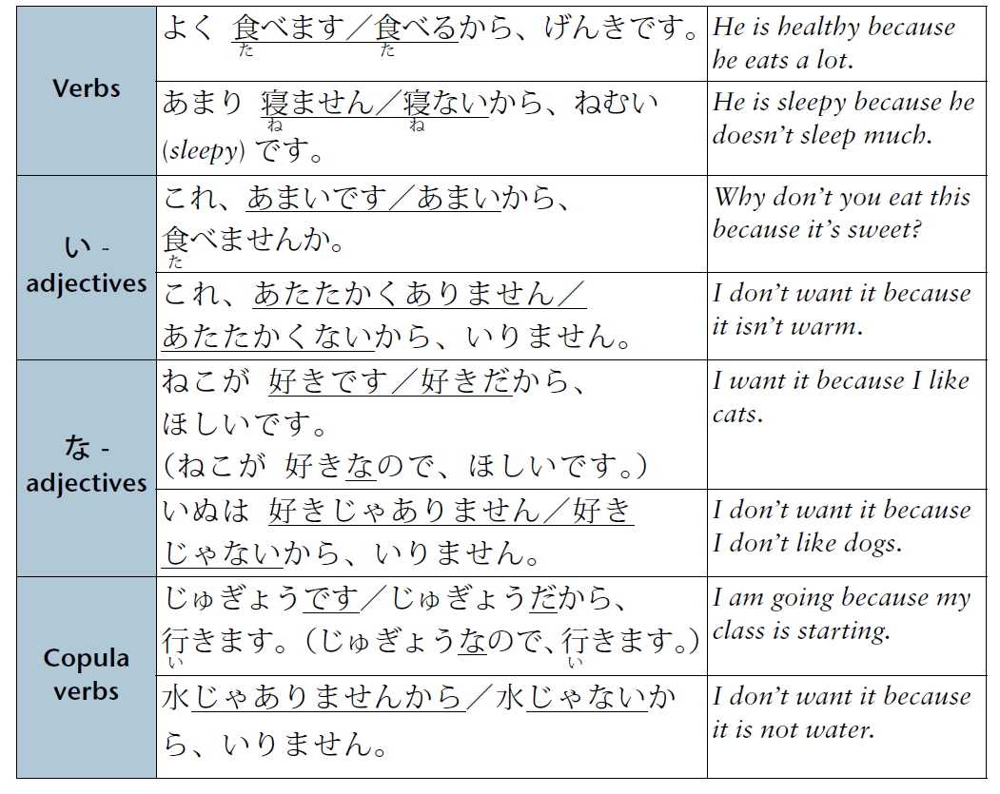 Verbs
よく 食べます／食べるから、げんきです。
た た
He is healthy because
he eats a lot.
あまり 寝ません／寝ないから、ねむい
ね ね
(sleepy) です。
He is sleepy because he
doesn't sleep much.
い -
adjectives
これ、あまいです／あまいから、
食べませんか。
た
Why don't you eat this
because it's sweet?
これ、あたたかくありません／
あたたかくないから、いりません。
I don't want it because
it isn't warm.
な -
adjectives
ねこが 好きです／好きだから、
ほしいです。
（ねこが 好きなので、ほしいです。）
I want it because I like
cats.
いぬは 好きじゃありません／好き
じゃないから、いりません。
I don't want it because
I don't like dogs.
Copula
verbs
じゅぎょうです／じゅぎょうだから、
行きます。（じゅぎょうなので、行きます。）
い い
I am going because my
class is starting.
水じゃありませんから／水じゃないか
ら、いりません。
I don't want it because
it is not water.